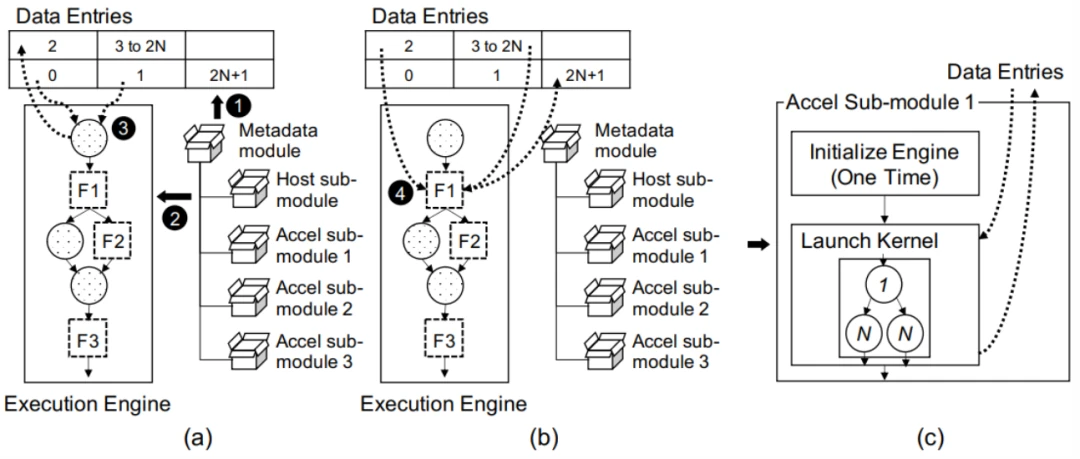 Data Entries
2
3 to 2N
0
1
2N+1
1
3
Metadata
module
F1
Host sub-
module
2
F2
Accel sub-
module 1
Accel sub-
module 2
F3
Accel sub-
module 3
Execution Engine
(a)
Data Entries
2
3 to 2N
0
1
2N+1
Metadata
module
4
F1
Host sub-
module
F2
Accel sub-
module 1
Accel sub-
module 2
F3
Accel sub-
module 3
Execution Engine
(b)
Data Entries
Accel Sub-module 1
Initialize Engine
(One Time)
Launch Kernel
1
N
N
(c)